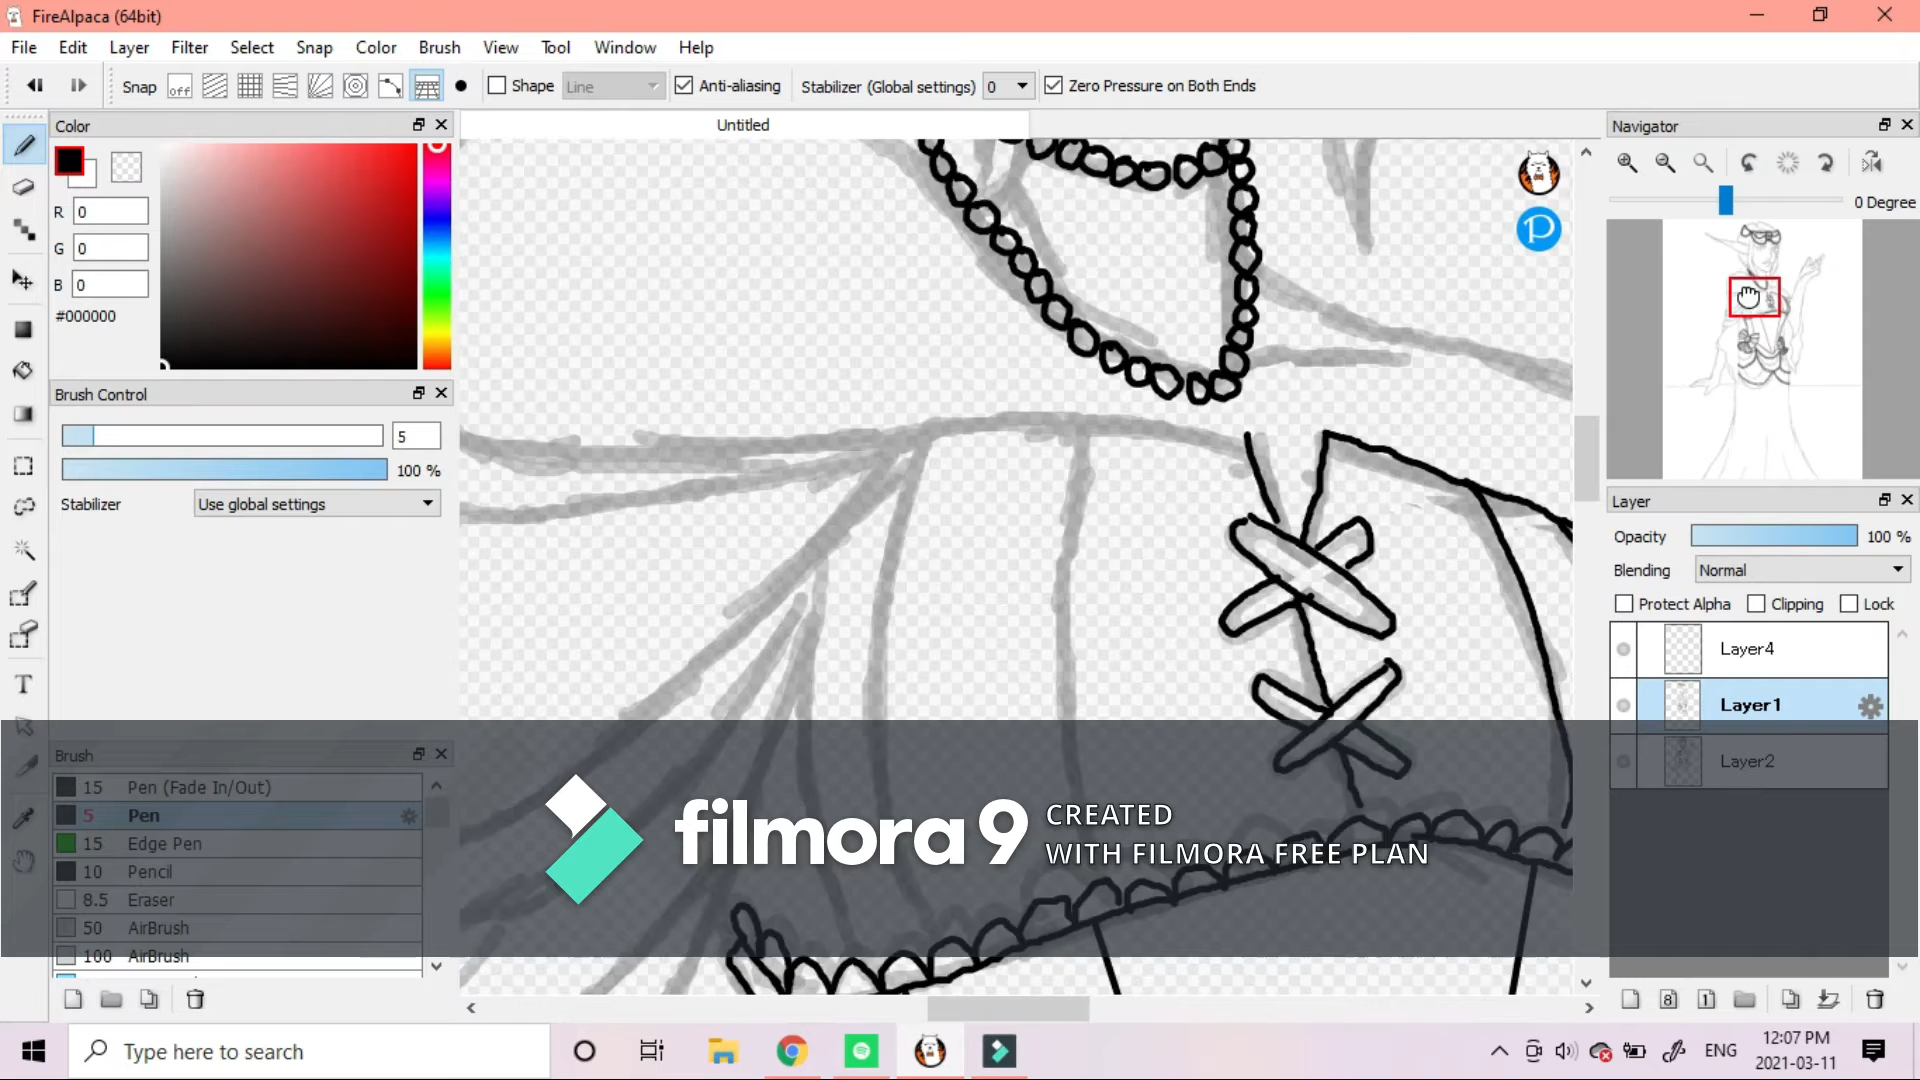 FireAlpaca (64bit)
File Edit Layer Filter Select Snap Color Brush View Tool Window Help
Snap off Shape Line Anti-aliasing Stabilizer (Global settings) 0 Zero Pressure on Both Ends
Color
Untitled
Navigator
R 0
G 0
B 0
#000000
0 Degree
Brush Control
5
100 %
Stabilizer Use global settings
Layer
Opacity 100 %
Blending Normal
Protect Alpha Clipping Lock
Layer4
Layer1
Layer2
Brush
15 Pen (Fade In/Out)
5 Pen
15 Edge Pen
10 Pencil
8.5 Eraser
50 AirBrush
100 AirBrush
filmora9 CREATED
WITH FILMORA FREE PLAN
8 1
Type here to search
ENG
12:07 PM
2021-03-11